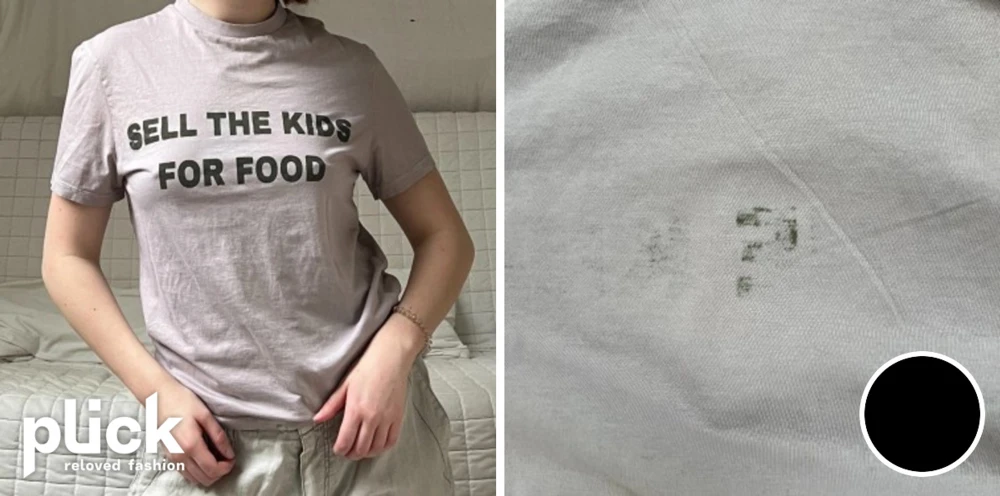 SELL THE KIDS
FOR FOOD
plick
reloved fashion